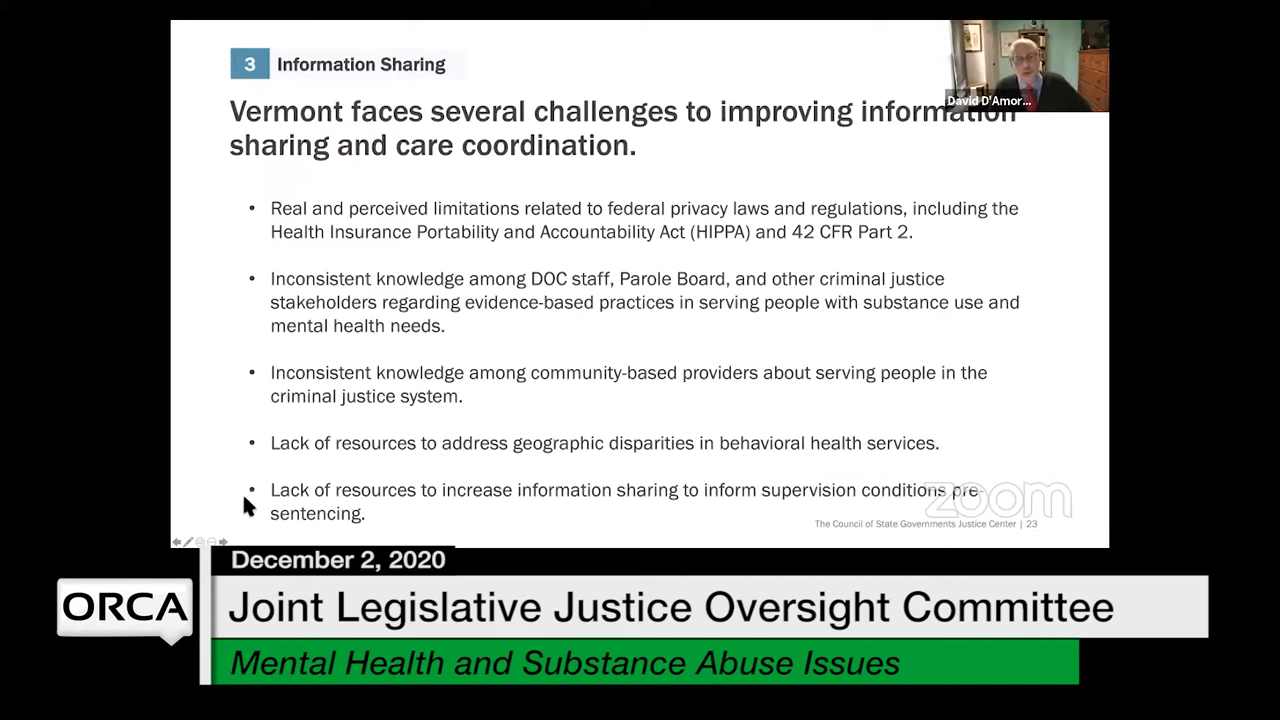 3 Information Sharing
David D'Amor...
Vermont faces several challenges to improving information
sharing and care coordination.
• Real and perceived limitations related to federal privacy laws and regulations, including the
Health Insurance Portability and Accountability Act (HIPPA) and 42 CFR Part 2.
• Inconsistent knowledge among DOC staff, Parole Board, and other criminal justice
stakeholders regarding evidence-based practices in serving people with substance use and
mental health needs.
• Inconsistent knowledge among community-based providers about serving people in the
criminal justice system.
• Lack of resources to address geographic disparities in behavioral health services.
• Lack of resources to increase information sharing to inform supervision conditions pre-
sentencing.
zoom
The Council of State Governments Justice Center | 23
December 2, 2020
ORCA
Joint Legislative Justice Oversight Committee
Mental Health and Substance Abuse Issues